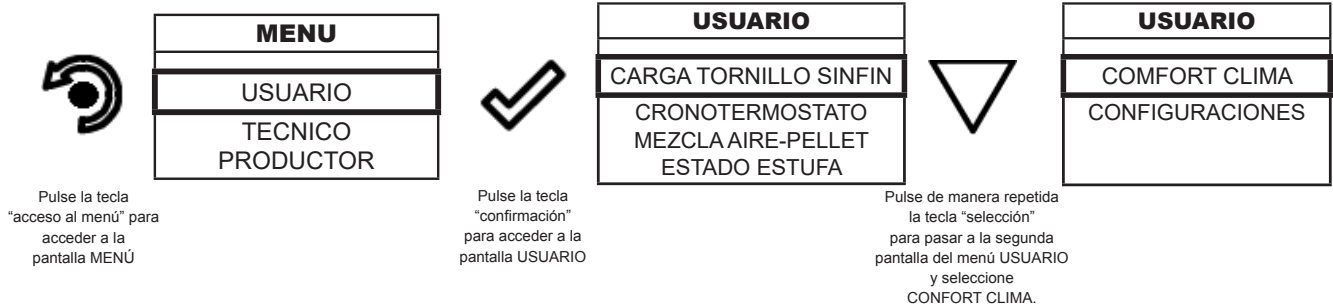 MENU
USUARIO
TECNICO
PRODUCTOR
Pulse la tecla
“acceso al menú” para
acceder a la
pantalla MENÚ
Pulse la tecla
“confirmación”
para acceder a la
pantalla USUARIO
USUARIO
CARGA TORNILLO SINFIN
CRONOTERMOSTATO
MEZCLA AIRE-PELLET
ESTADO ESTUFA
Pulse de manera repetida
la tecla “selección”
para pasar a la segunda
pantalla del menú USUARIO
y seleccione
CONFORT CLIMA.
USUARIO
COMFORT CLIMA
CONFIGURACIONES